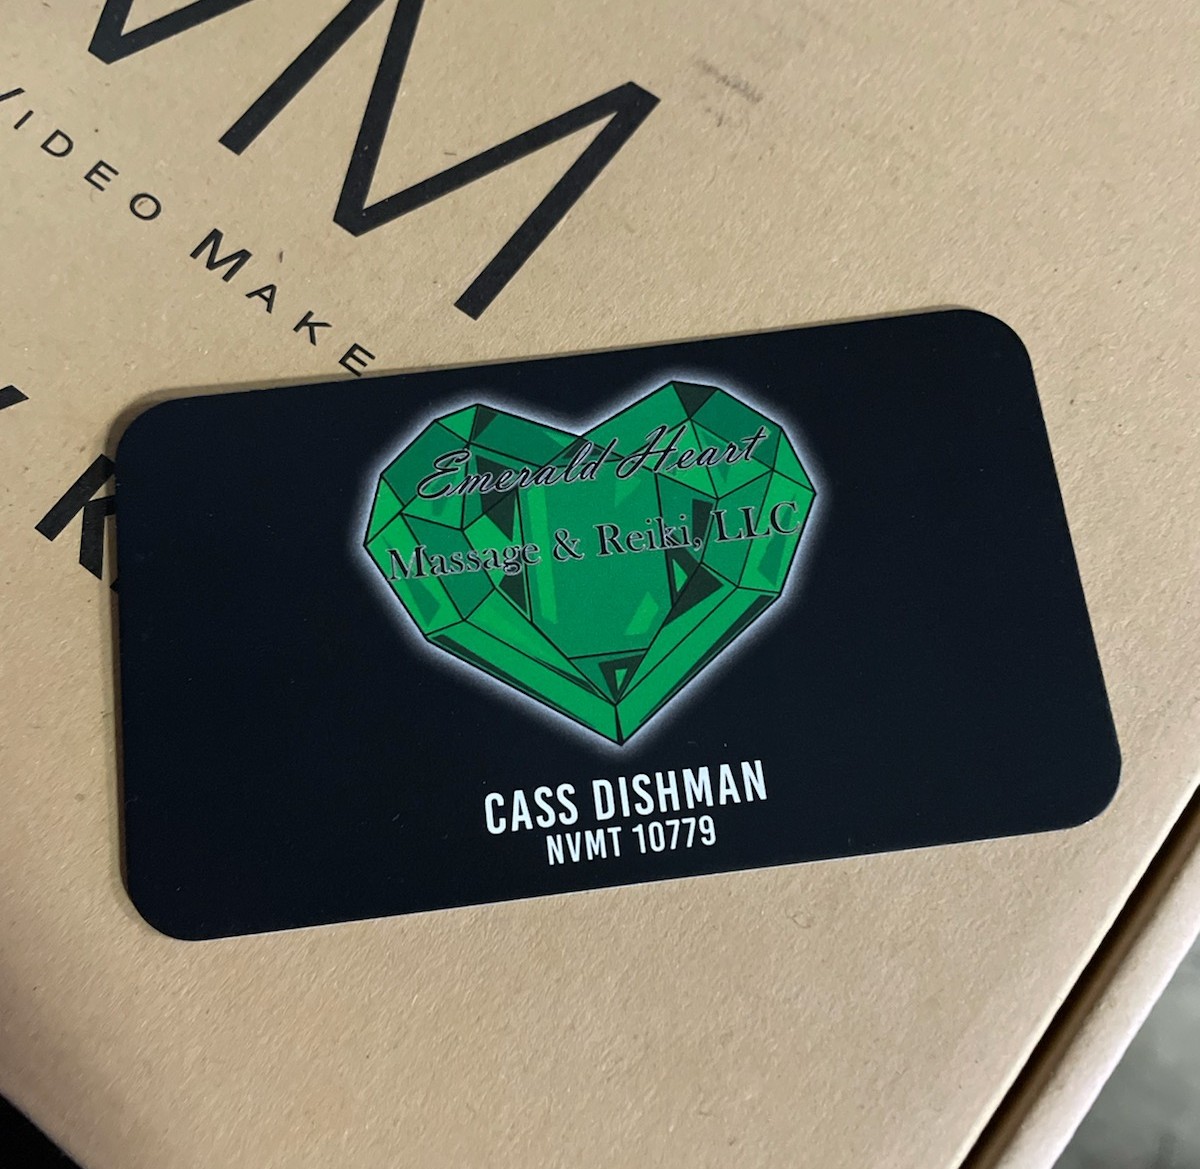 VIDEO MAKE
Emerald Heart
Massage & Reiki, LLC
CASS DISHMAN
NVMT 10779